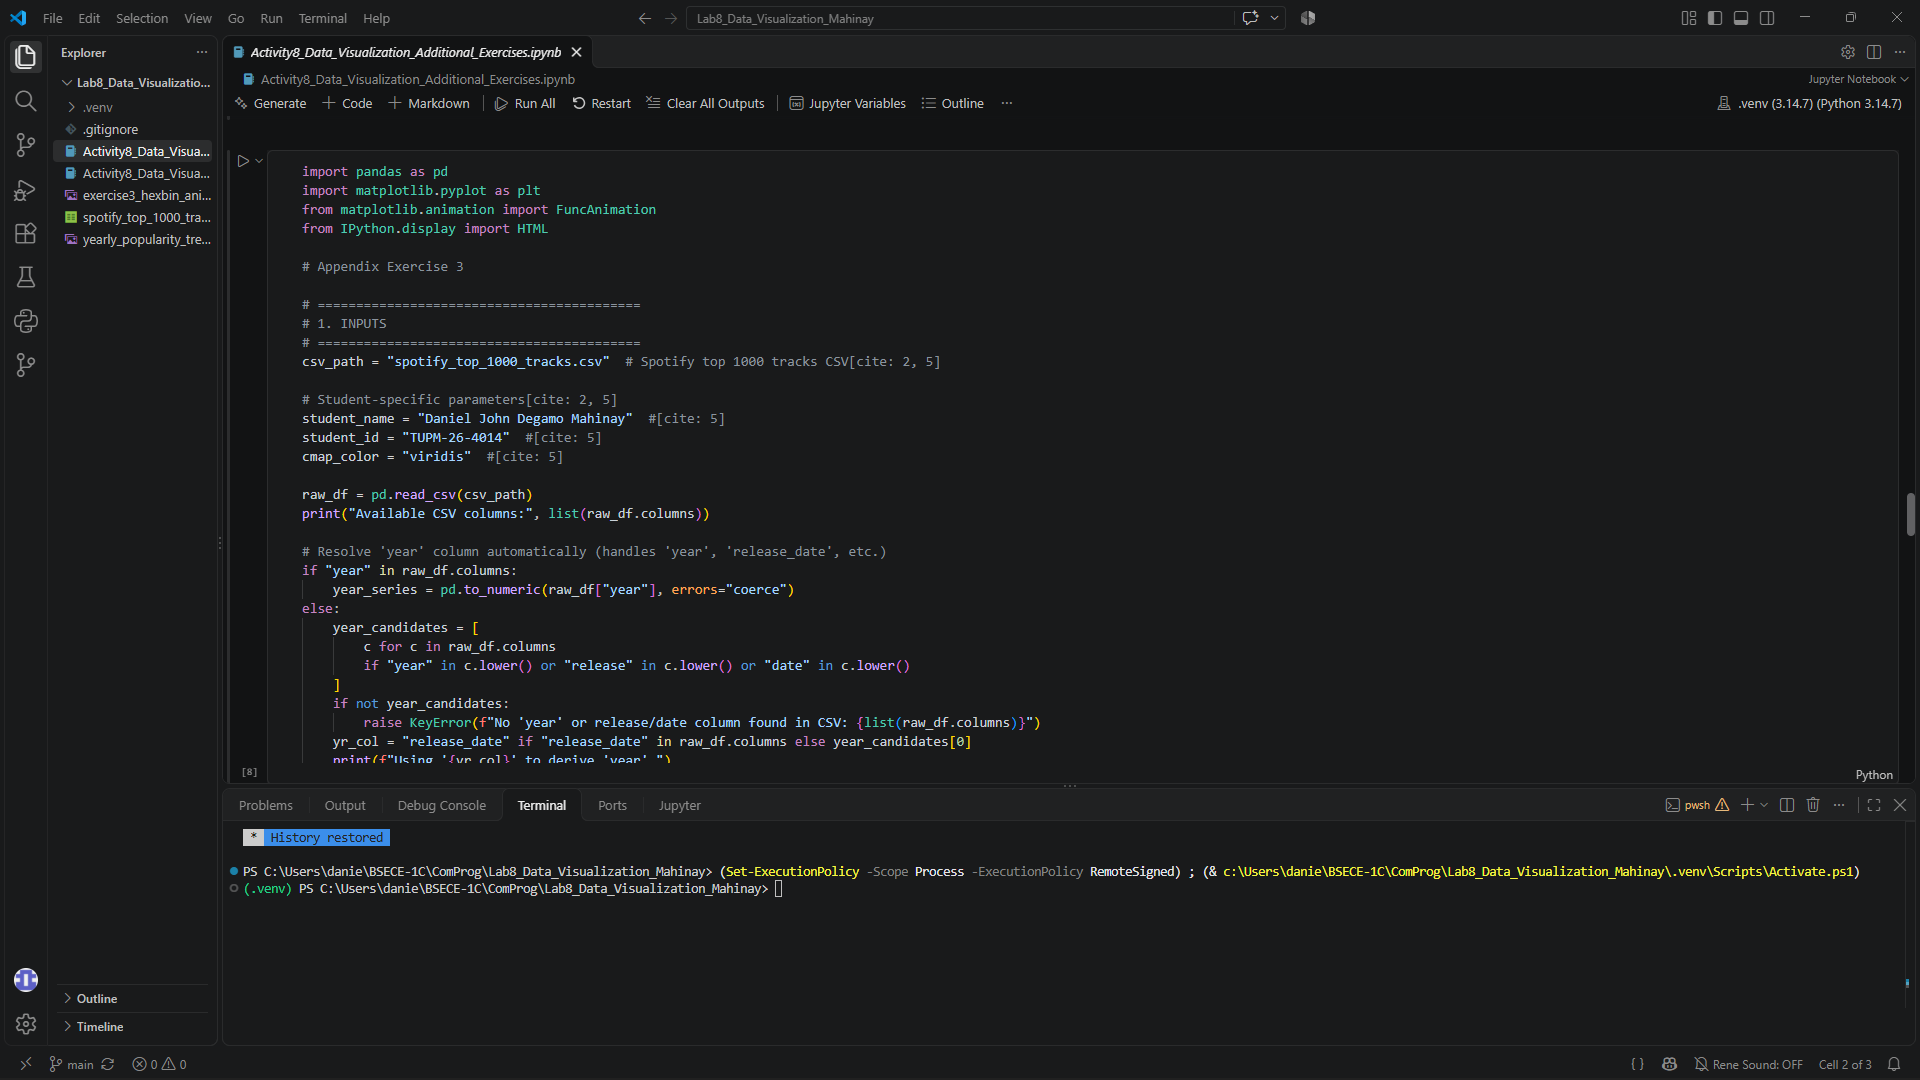 File Edit Selection View Go Run Terminal Help
Lab8_Data_Visualization_Mahinay
Explorer
Lab8_Data_Visualizatio...
.venv
.gitignore
Activity8_Data_Visua...
Activity8_Data_Visua...
exercise3_hexbin_ani...
spotify_top_1000_tra...
yearly_popularity_tre...
Outline
Timeline
Activity8_Data_Visualization_Additional_Exercises.ipynb
Activity8_Data_Visualization_Additional_Exercises.ipynb
Jupyter Notebook
Generate Code Markdown Run All Restart Clear All Outputs Jupyter Variables Outline
.venv (3.14.7) (Python 3.14.7)
import pandas as pd
import matplotlib.pyplot as plt
from matplotlib.animation import FuncAnimation
from IPython.display import HTML
# Appendix Exercise 3
# ==========================================
# 1. INPUTS
# ==========================================
csv_path = "spotify_top_1000_tracks.csv"  # Spotify top 1000 tracks CSV[cite: 2, 5]
# Student-specific parameters[cite: 2, 5]
student_name = "Daniel John Degamo Mahinay"  #[cite: 5]
student_id = "TUPM-26-4014"  #[cite: 5]
cmap_color = "viridis"  #[cite: 5]
raw_df = pd.read_csv(csv_path)
print("Available CSV columns:", list(raw_df.columns))
# Resolve 'year' column automatically (handles 'year', 'release_date', etc.)
if "year" in raw_df.columns:
    year_series = pd.to_numeric(raw_df["year"], errors="coerce")
else:
    year_candidates = [
        c for c in raw_df.columns
        if "year" in c.lower() or "release" in c.lower() or "date" in c.lower()
    ]
    if not year_candidates:
        raise KeyError(f"No 'year' or release/date column found in CSV: {list(raw_df.columns)}")
    yr_col = "release_date" if "release_date" in raw_df.columns else year_candidates[0]
    print(f"Using '{yr_col}' to derive 'year'.")
[8]
Python
Problems Output Debug Console Terminal Ports Jupyter
pwsh
* History restored
PS C:\Users\danie\BSECE-1C\ComProg\Lab8_Data_Visualization_Mahinay> (Set-ExecutionPolicy -Scope Process -ExecutionPolicy RemoteSigned) ; (& c:\Users\danie\BSECE-1C\ComProg\Lab8_Data_Visualization_Mahinay\.venv\Scripts\Activate.ps1)
(.venv) PS C:\Users\danie\BSECE-1C\ComProg\Lab8_Data_Visualization_Mahinay>
main 0 0
{ } Rene Sound: OFF Cell 2 of 3